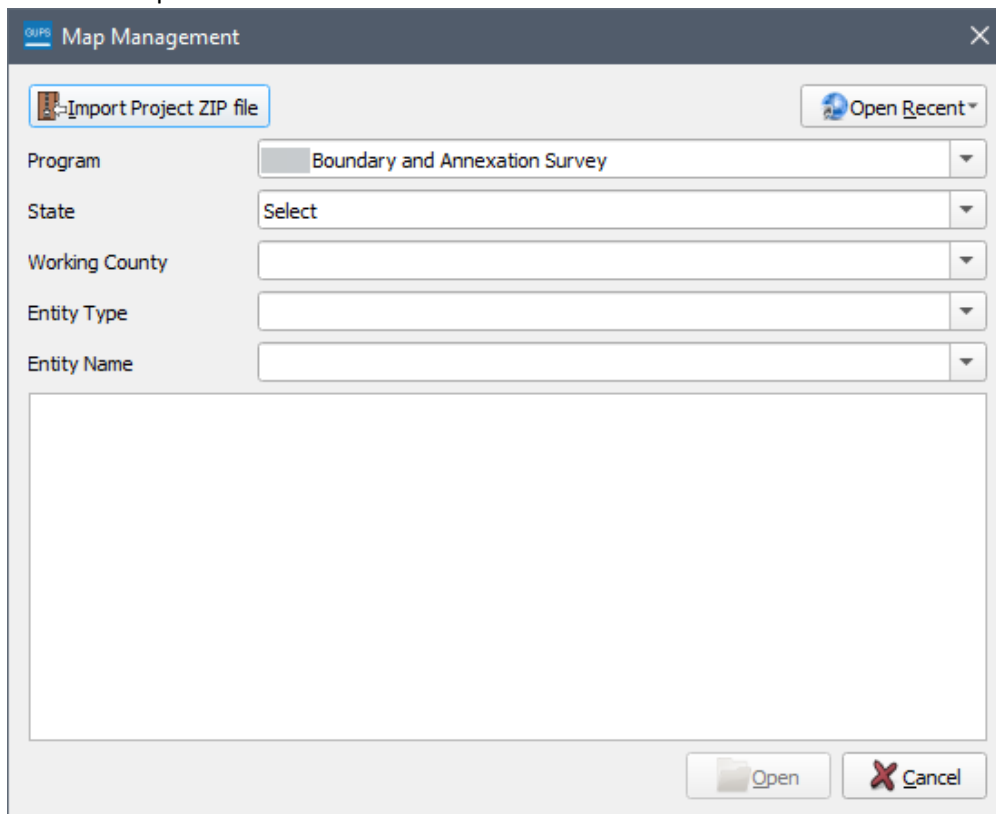 GUPS Map Management
Import Project ZIP file Open Recent
Program Boundary and Annexation Survey
State Select
Working County
Entity Type
Entity Name
Open Cancel